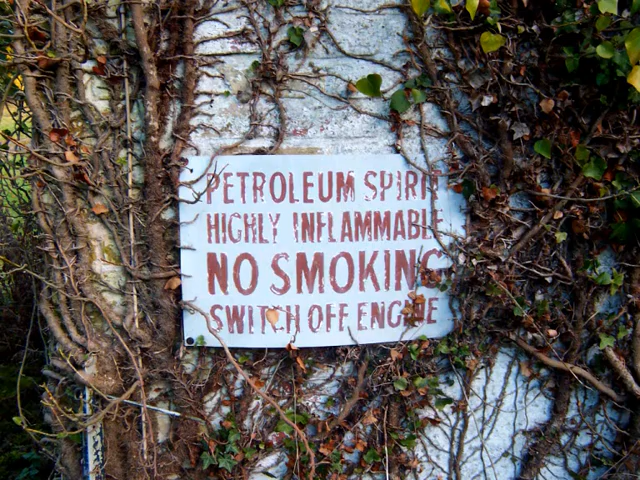 PETROLEUM SPIRIT
HIGHLY INFLAMMABLE
NO SMOKING
SWITCH OFF ENGINE